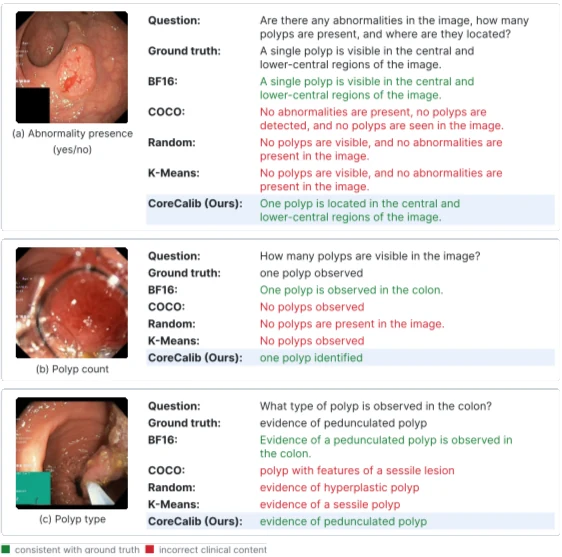 Question: Are there any abnormalities in the image, how many
polyps are present, and where are they located?
Ground truth: A single polyp is visible in the central and
lower-central regions of the image.
BF16: A single polyp is visible in the central and
lower-central regions of the image.
COCO: No abnormalities are present, no polyps are
detected, and no polyps are seen in the image.
Random: No polyps are visible, and no abnormalities are
present in the image.
K-Means: No polyps are visible, and no abnormalities are
present in the image.
CoreCalib (Ours): One polyp is located in the central and
lower-central regions of the image.
(a) Abnormality presence
(yes/no)
Question: How many polyps are visible in the image?
Ground truth: one polyp observed
BF16: One polyp is observed in the colon.
COCO: No polyps observed
Random: No polyps are present in the image.
K-Means: No polyps observed
CoreCalib (Ours): one polyp identified
(b) Polyp count
Question: What type of polyp is observed in the colon?
Ground truth: evidence of pedunculated polyp
BF16: Evidence of a pedunculated polyp is observed in
the colon.
COCO: polyp with features of a sessile lesion
Random: evidence of hyperplastic polyp
K-Means: evidence of a sessile polyp
CoreCalib (Ours): evidence of pedunculated polyp
(c) Polyp type
consistent with ground truth incorrect clinical content